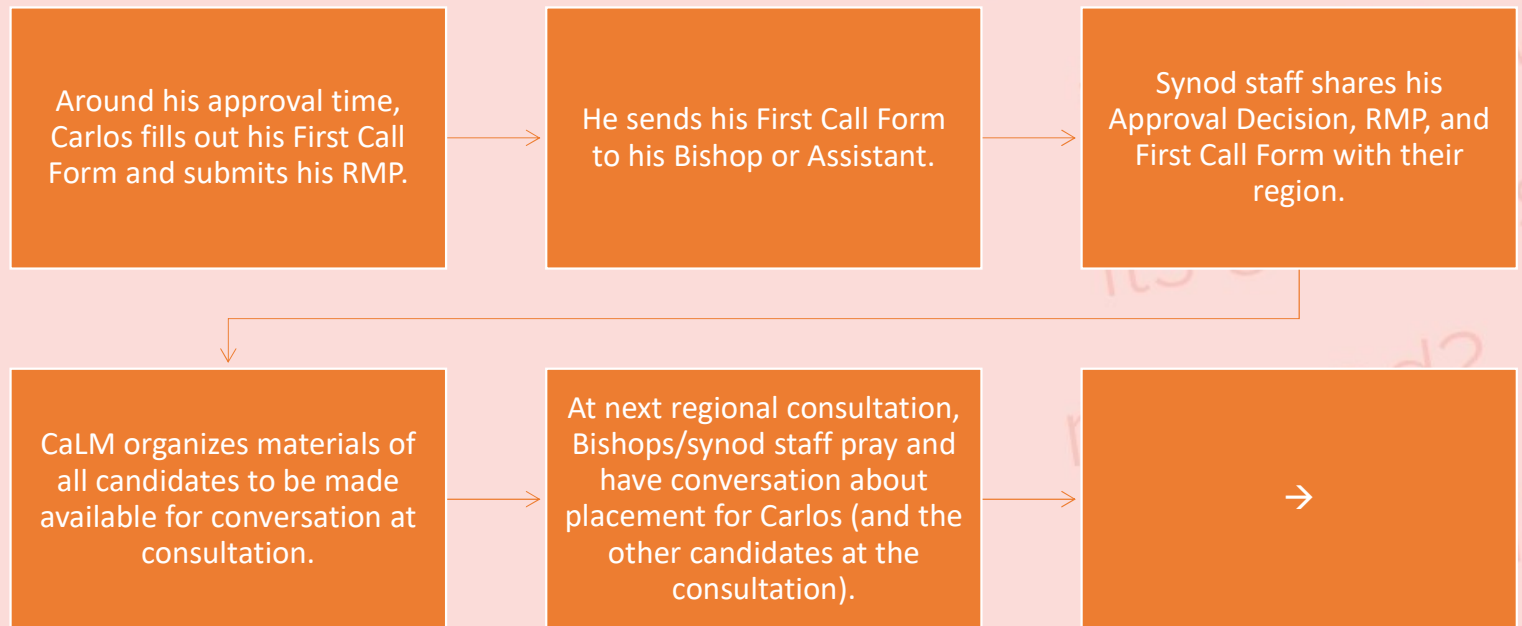 Around his approval time,
Carlos fills out his First Call
Form and submits his RMP.
He sends his First Call Form
to his Bishop or Assistant.
Synod staff shares his
Approval Decision, RMP, and
First Call Form with their
region.
CaLM organizes materials of
all candidates to be made
available for conversation at
consultation.
At next regional consultation,
Bishops/synod staff pray and
have conversation about
placement for Carlos (and the
other candidates at the
consultation).
→